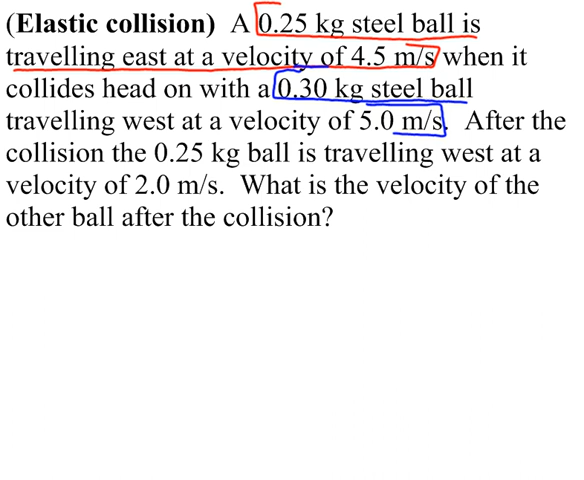 (Elastic collision) A 0.25 kg steel ball is
travelling east at a velocity of 4.5 m/s when it
collides head on with a 0.30 kg steel ball
travelling west at a velocity of 5.0 m/s. After the
collision the 0.25 kg ball is travelling west at a
velocity of 2.0 m/s. What is the velocity of the
other ball after the collision?